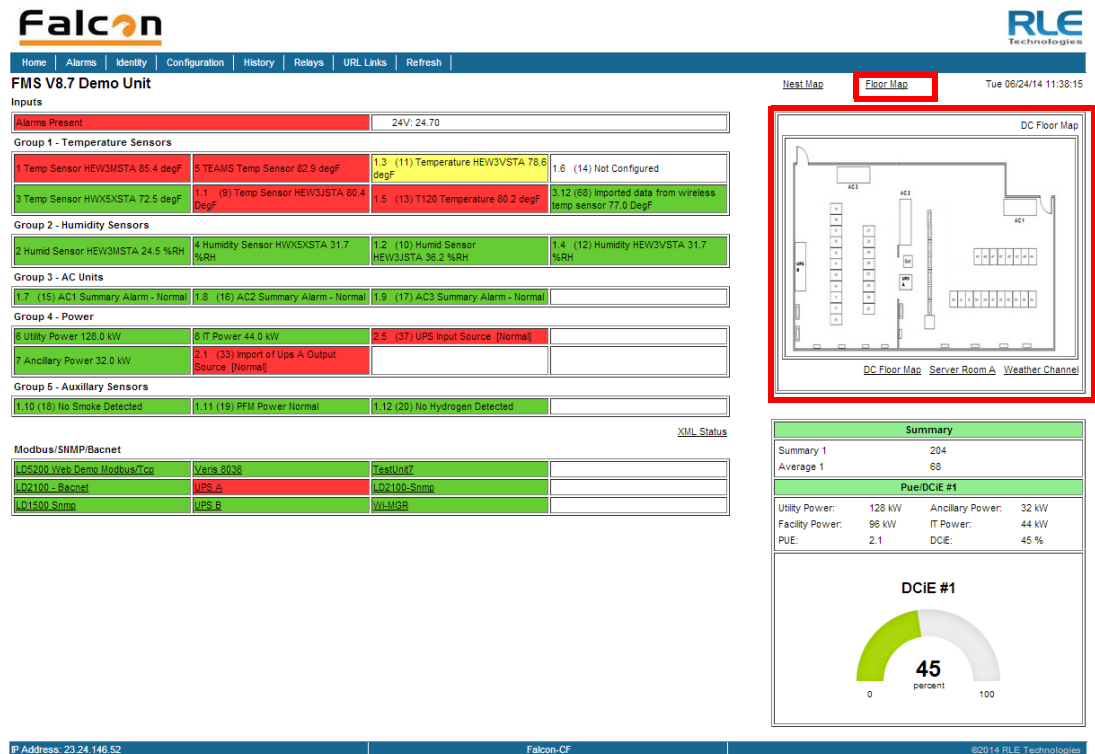 Falcon
RLE
Technologies
Home Alarms Identity Configuration History Relays URL Links Refresh
FMS V8.7 Demo Unit
Nest Map Floor Map Tue 06/24/14 11:38:15
Inputs
Alarms Present 24V: 24.70
Group 1 - Temperature Sensors
1 Temp Sensor HEW3MSTA 85.4 degF
5 TEAMS Temp Sensor 82.9 degF
1.3 (11) Temperature HEW3VSTA 78.6
degF
1.6 (14) Not Configured
3 Temp Sensor HWX5XSTA 72.5 degF
1.1 (9) Temp Sensor HEW3JSTA 80.4
DegF
1.5 (13) T120 Temperature 80.2 degF
3.12 (68) Imported data from wireless
temp sensor 77.0 DegF
Group 2 - Humidity Sensors
2 Humid Sensor HEW3MSTA 24.5 %RH
4 Humidity Sensor HWX5XSTA 31.7
%RH
1.2 (10) Humid Sensor
HEW3JSTA 36.2 %RH
1.4 (12) Humidity HEW3VSTA 31.7
%RH
Group 3 - AC Units
1.7 (15) AC1 Summary Alarm - Normal
1.8 (16) AC2 Summary Alarm - Normal
1.9 (17) AC3 Summary Alarm - Normal
Group 4 - Power
6 Utility Power 128.0 kW
8 IT Power 44.0 kW
2.5 (37) UPS Input Source [Normal]
7 Ancillary Power 32.0 kW
2.1 (33) Import of Ups A Output
Source [Normal]
Group 5 - Auxillary Sensors
1.10 (18) No Smoke Detected
1.11 (19) PFM Power Normal
1.12 (20) No Hydrogen Detected
XML Status
Modbus/SNMP/Bacnet
LD5200 Web Demo Modbus/Tcp
Veris 8036
TestUnit7
LD2100 - Bacnet
UPS A
LD2100-Snmp
LD1500 Snmp
UPS B
Wi-MGR
DC Floor Map
AC 3
AC 2
AC 1
UPS
B
UPS
A
DC Floor Map Server Room A Weather Channel
Summary
Summary 1 204
Average 1 68
Pue/DCiE #1
Utility Power: 128 kW Ancillary Power: 32 kW
Facility Power: 96 kW IT Power: 44 kW
PUE: 2.1 DCiE: 45 %
DCiE #1
45
percent
0 100
IP Address: 23.24.146.52 Falcon-CF ©2014 RLE Technologies